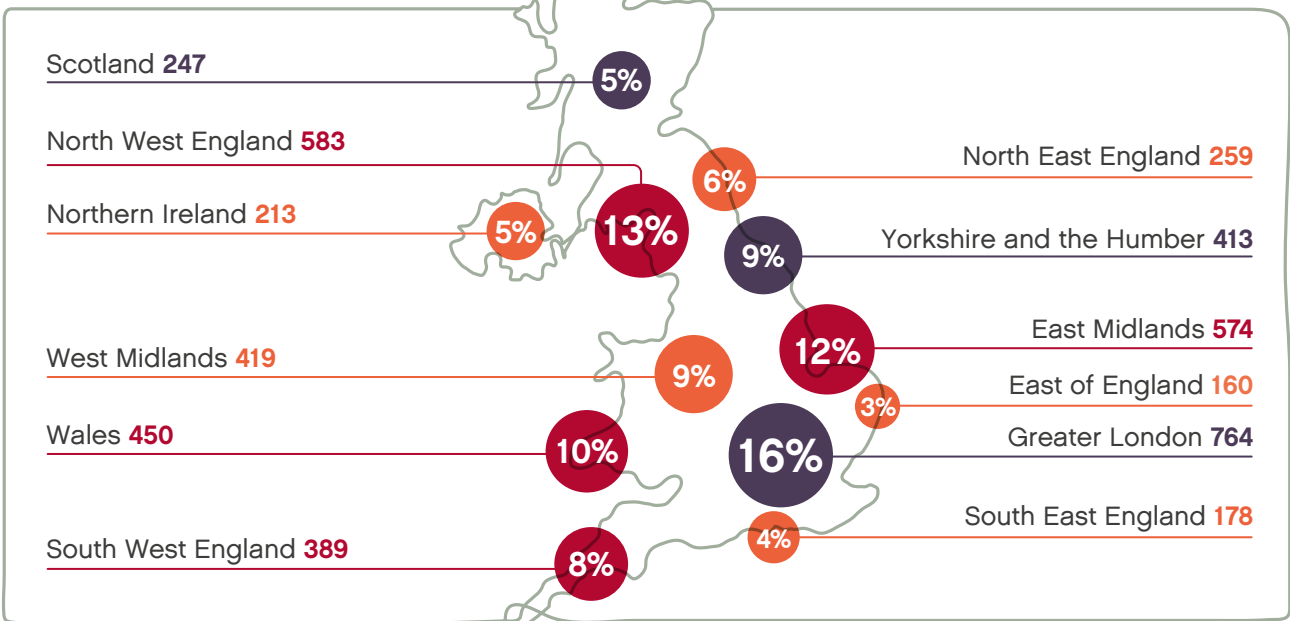 Scotland 247
5%
North West England 583
13%
Northern Ireland 213
5%
West Midlands 419
9%
Wales 450
10%
South West England 389
8%
North East England 259
6%
Yorkshire and the Humber 413
9%
East Midlands 574
12%
East of England 160
3%
Greater London 764
16%
South East England 178
4%